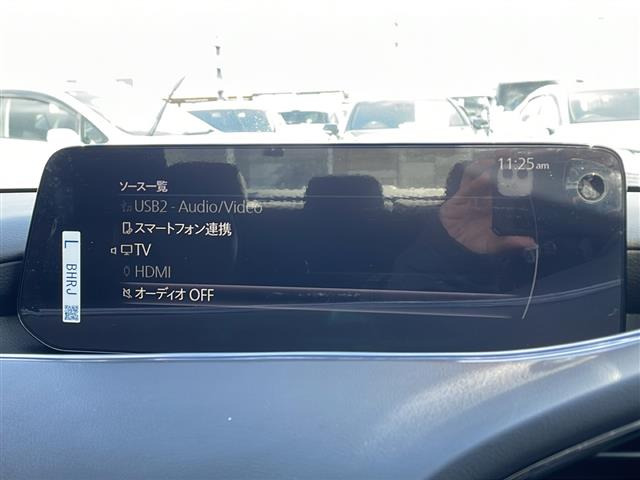 11:25 am
ソース一覧
USB2 - Audio/Video
スマートフォン連携
TV
HDMI
オーディオ OFF
L BHRJ